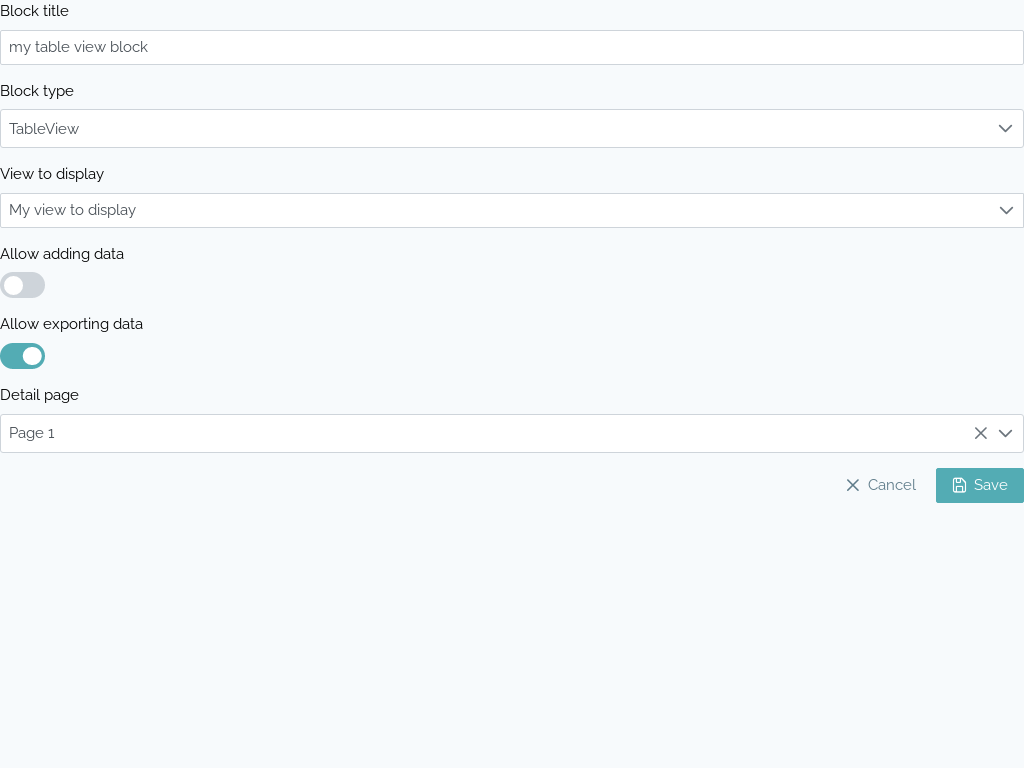 Block title
my table view block
Block type
TableView
View to display
My view to display
Allow adding data
Allow exporting data
Detail page
Page 1
Cancel
Save